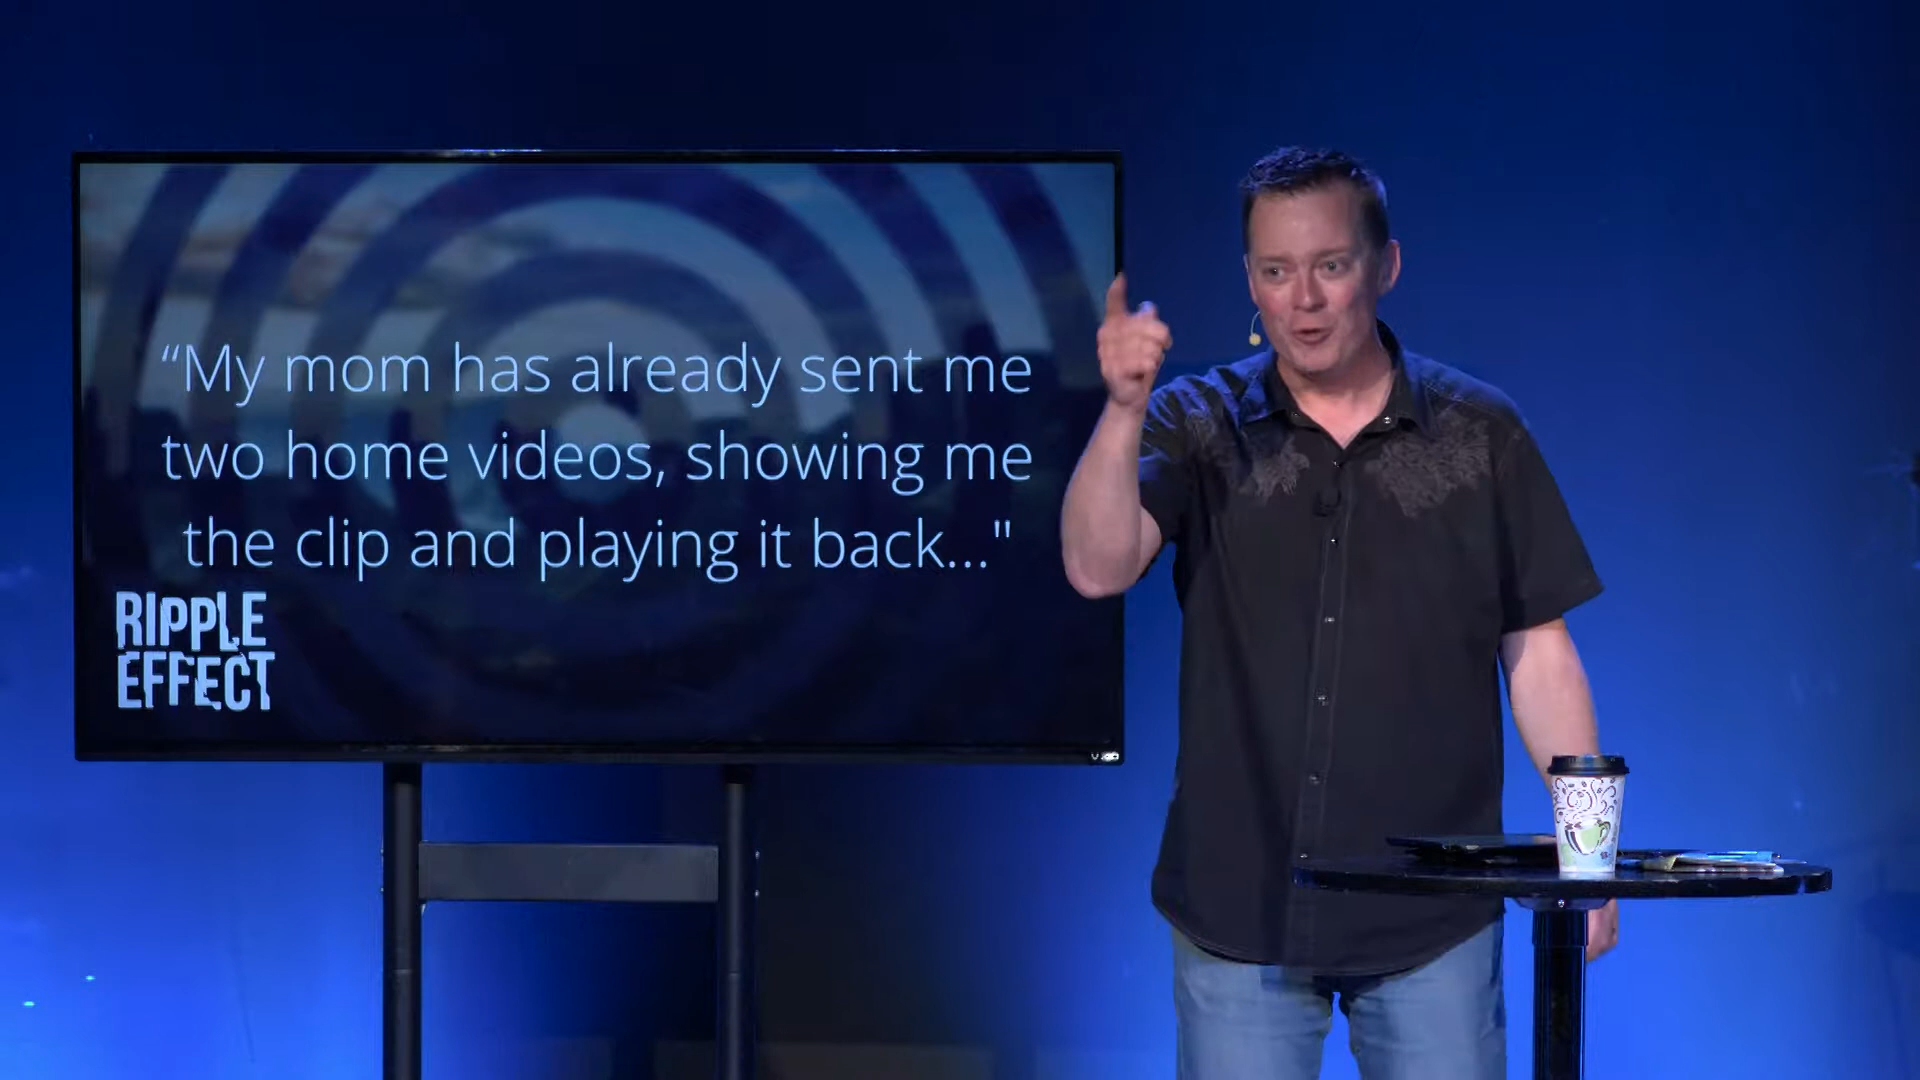 “My mom has already sent me
two home videos, showing me
the clip and playing it back..."
RIPPLE
EFFECT
VIZIO